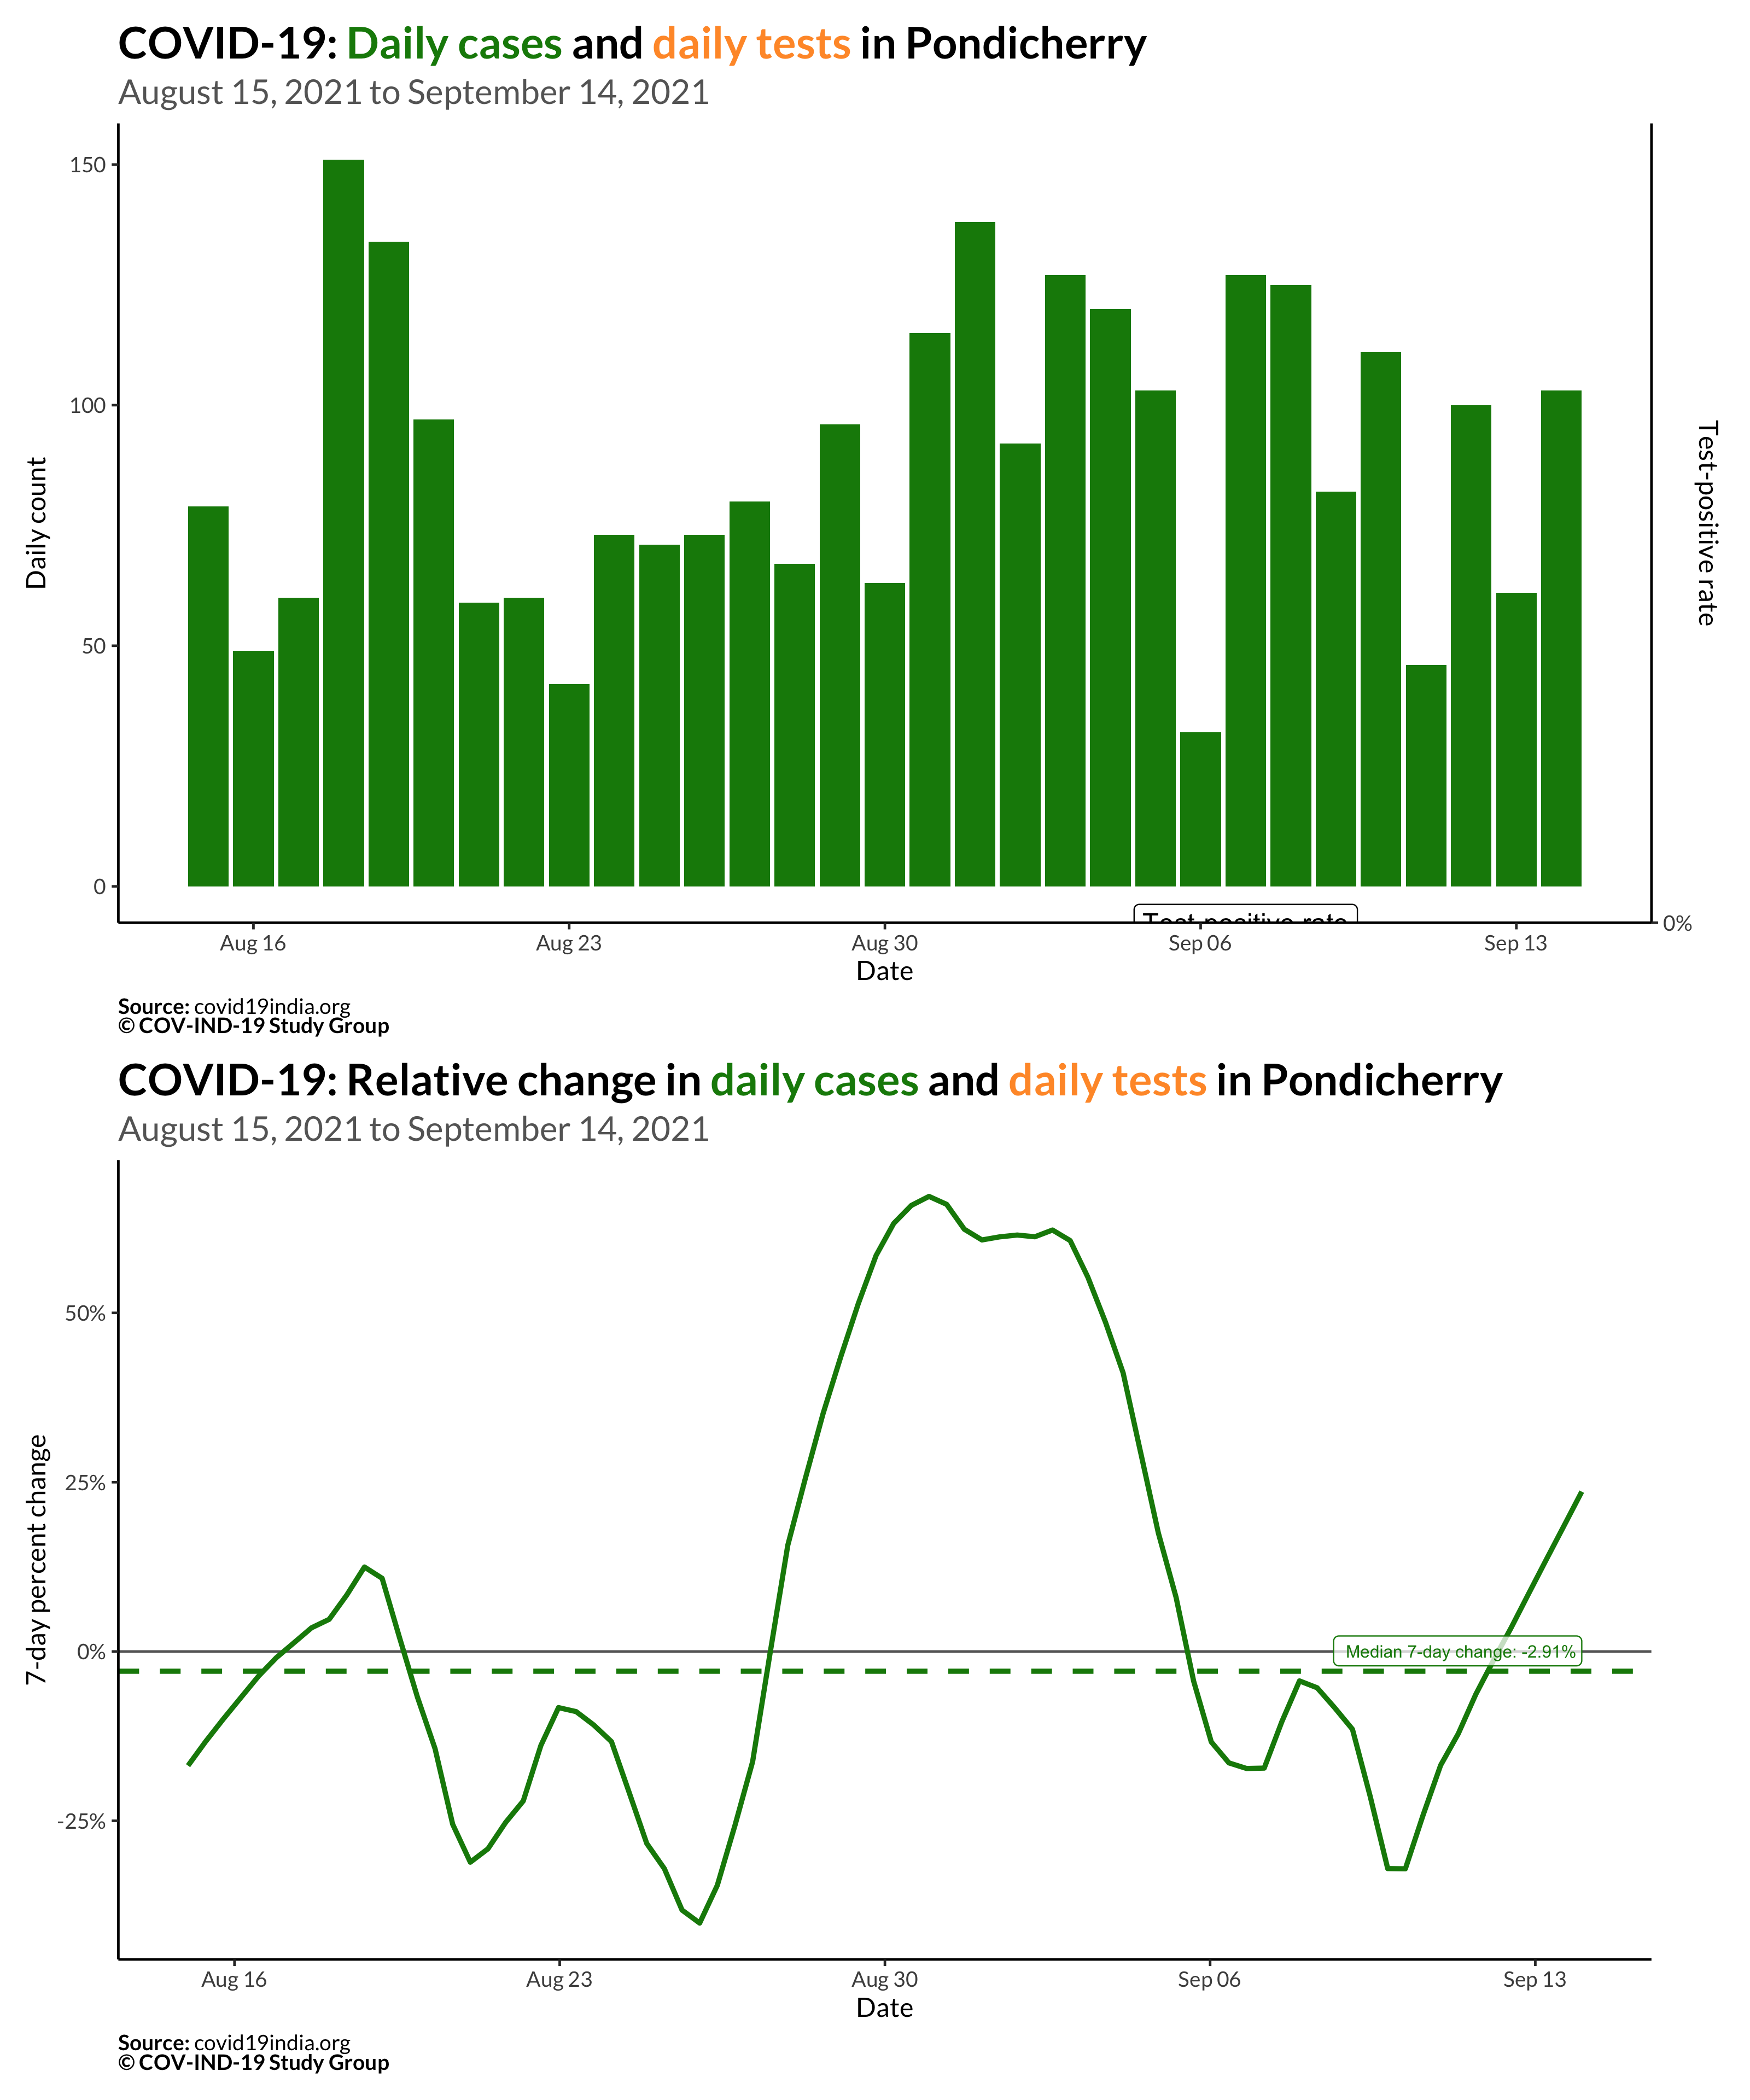 COVID-19: Daily cases and daily tests in Pondicherry
August 15, 2021 to September 14, 2021
150
100
50
0
Daily count
Test-positive rate
Test-positive rate
0%
Aug 16
Aug 23
Aug 30
Sep 06
Sep 13
Date
Source: covid19india.org
© COV-IND-19 Study Group
COVID-19: Relative change in daily cases and daily tests in Pondicherry
August 15, 2021 to September 14, 2021
50%
25%
0%
-25%
7-day percent change
Median 7-day change: -2.91%
Aug 16
Aug 23
Aug 30
Sep 06
Sep 13
Date
Source: covid19india.org
© COV-IND-19 Study Group